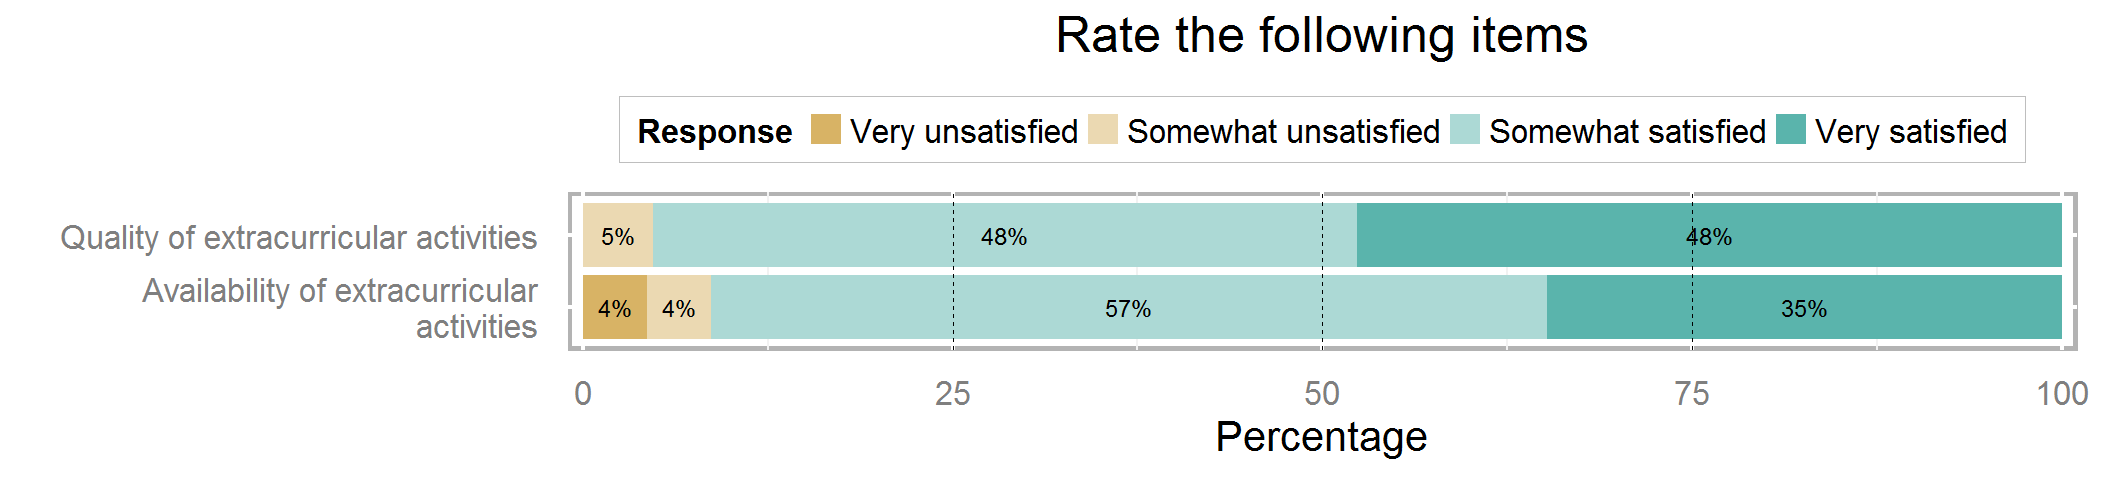 Rate the following items
Response Very unsatisfied Somewhat unsatisfied Somewhat satisfied Very satisfied
Quality of extracurricular activities 5% 48% 48%
Availability of extracurricular
activities
4% 4% 57% 35%
0 25 50 75 100
Percentage